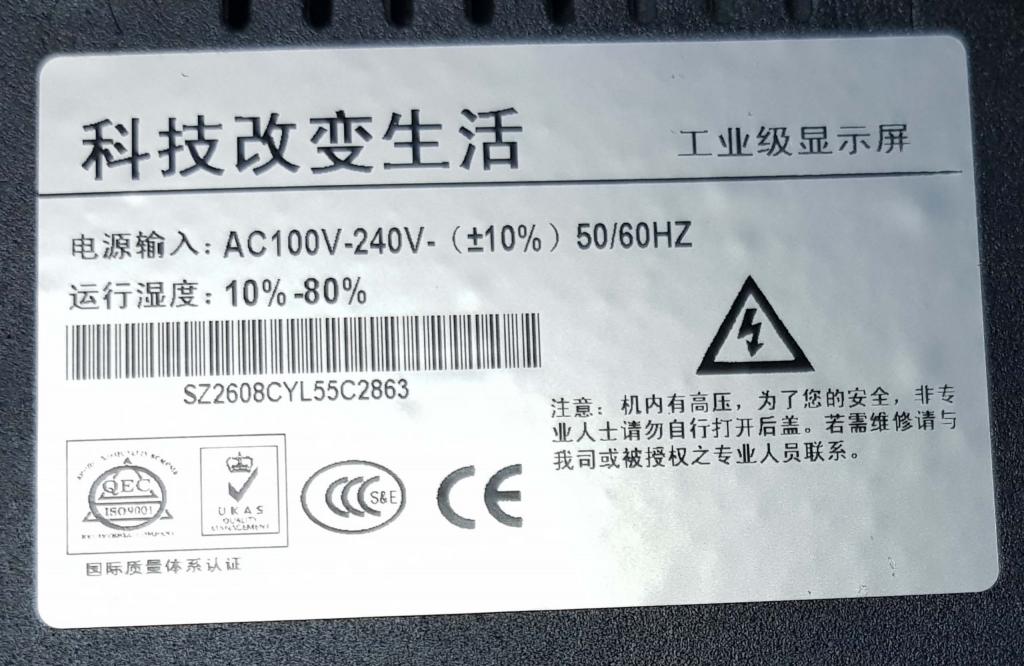 科技改变生活
工业级显示屏
电源输入：AC100V-240V-（±10%）50/60HZ
运行湿度：10%-80%
SZ2608CYL55C2863
注意：机内有高压，为了您的安全，非专
业人士请勿自行打开后盖。若需维修请与
我司或被授权之专业人员联系。
QEC
ISO9001
UKAS
QUALITY
MANAGEMENT
CCC S&E
CE
国际质量体系认证